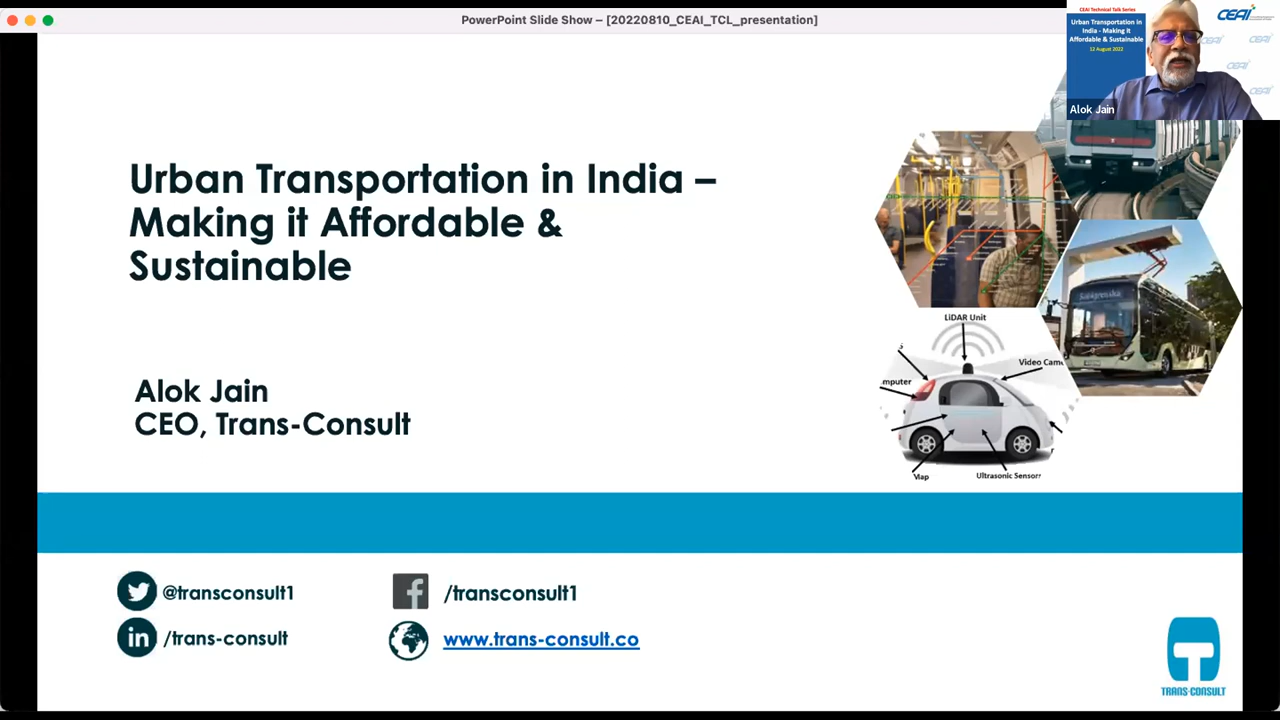 PowerPoint Slide Show – [20220810_CEAI_TCL_presentation]
CEAI Technical Talk Series
Urban Transportation in
India - Making it
Affordable & Sustainable
12 August 2022
CEAI
Alok Jain
Urban Transportation in India –
Making it Affordable &
Sustainable
Alok Jain
CEO, Trans-Consult
LiDAR Unit
Video Came
mputer
Map
Ultrasonic Sensors
@transconsult1
/transconsult1
/trans-consult
www.trans-consult.co
TRANS·CONSULT